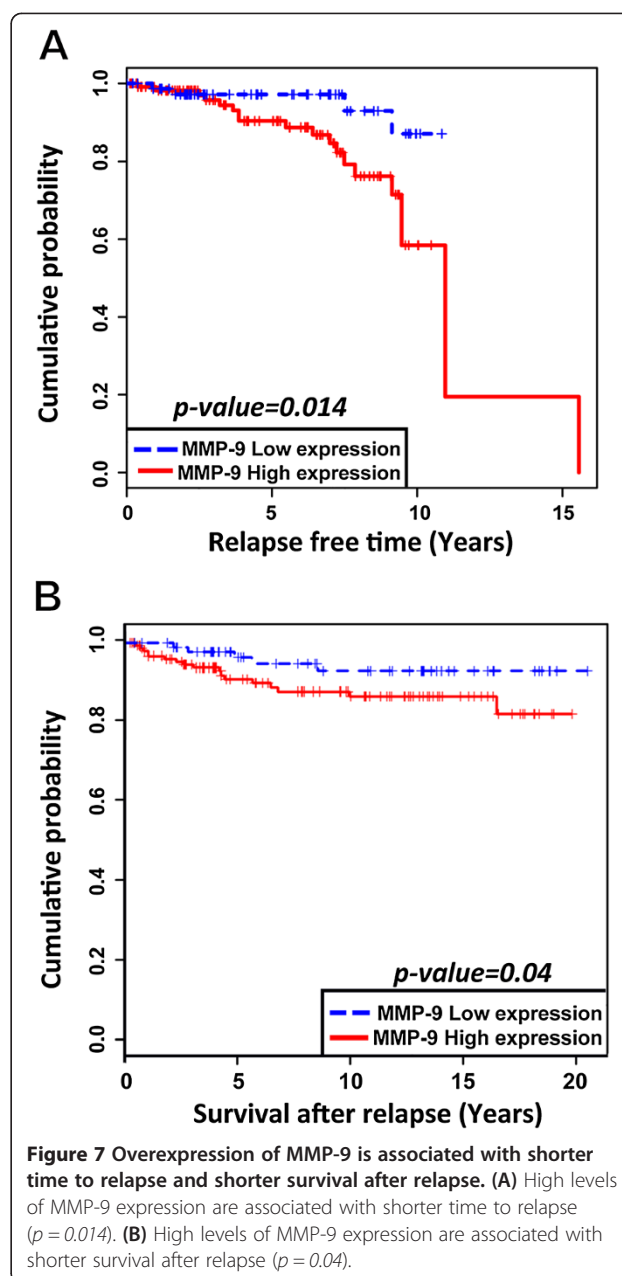 A
Cumulative probability
1.0
0.8
0.6
0.4
0.2
0.0
p-value=0.014
MMP-9 Low expression
MMP-9 High expression
0 5 10 15
Relapse free time (Years)
B
Cumulative probability
1.0
0.8
0.6
0.4
0.2
0.0
p-value=0.04
MMP-9 Low expression
MMP-9 High expression
0 5 10 15 20
Survival after relapse (Years)
Figure 7 Overexpression of MMP-9 is associated with shorter
time to relapse and shorter survival after relapse. (A) High levels
of MMP-9 expression are associated with shorter time to relapse
(p = 0.014). (B) High levels of MMP-9 expression are associated with
shorter survival after relapse (p = 0.04).